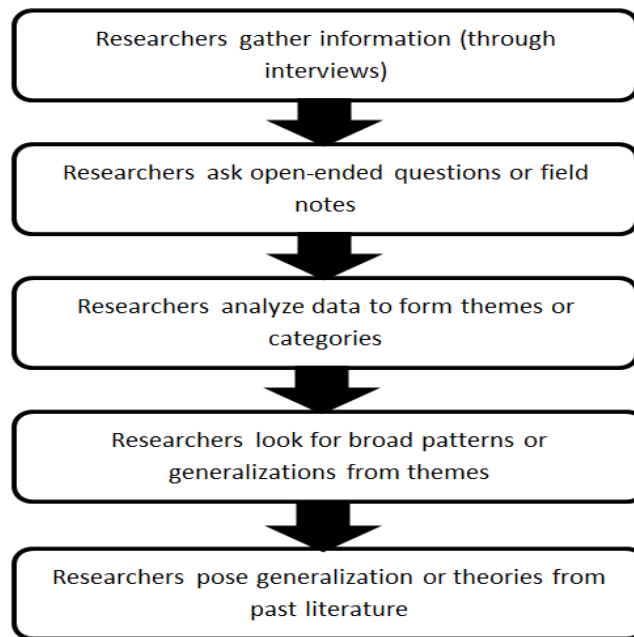 Researchers gather information (through
interviews)
Researchers ask open-ended questions or field
notes
Researchers analyze data to form themes or
categories
Researchers look for broad patterns or
generalizations from themes
Researchers pose generalization or theories from
past literature